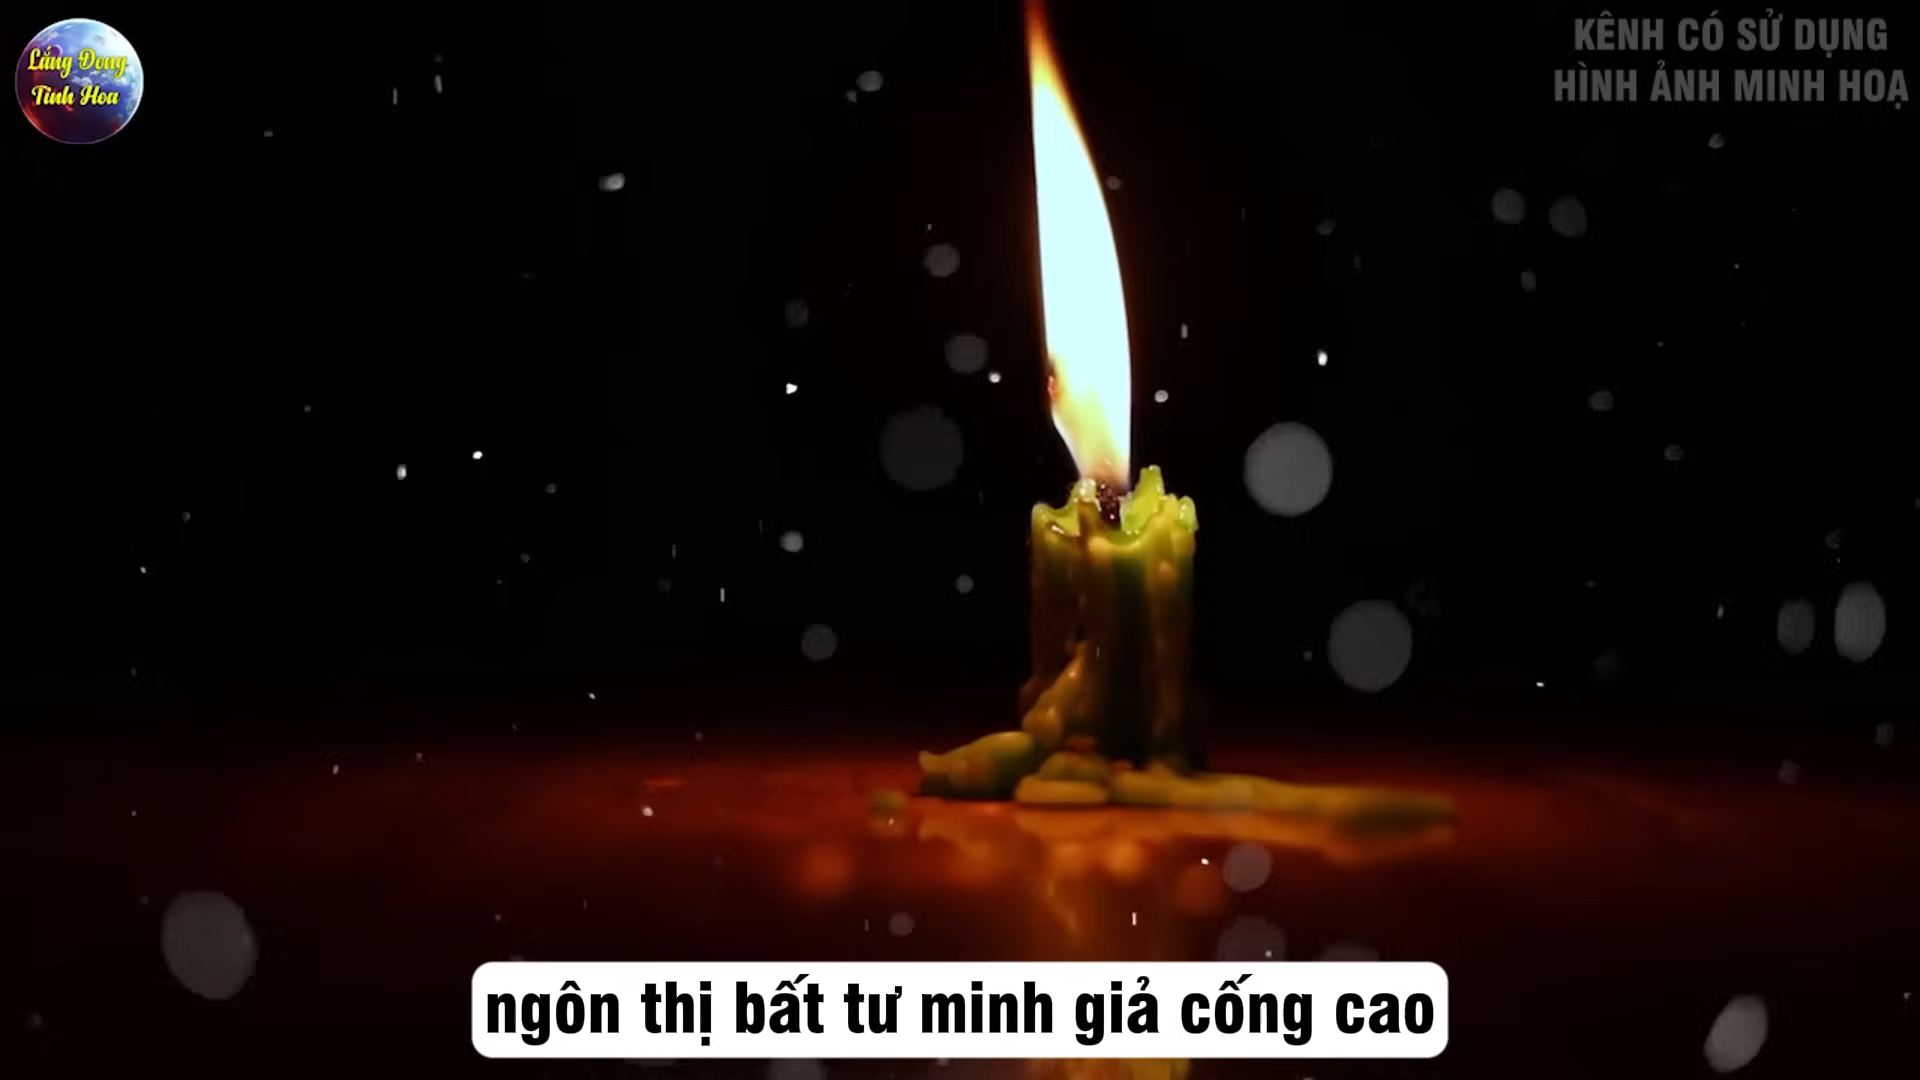 Lắng Đọng
Tinh Hoa
KÊNH CÓ SỬ DỤNG
HÌNH ẢNH MINH HOẠ
ngôn thị bất tư minh giả cống cao